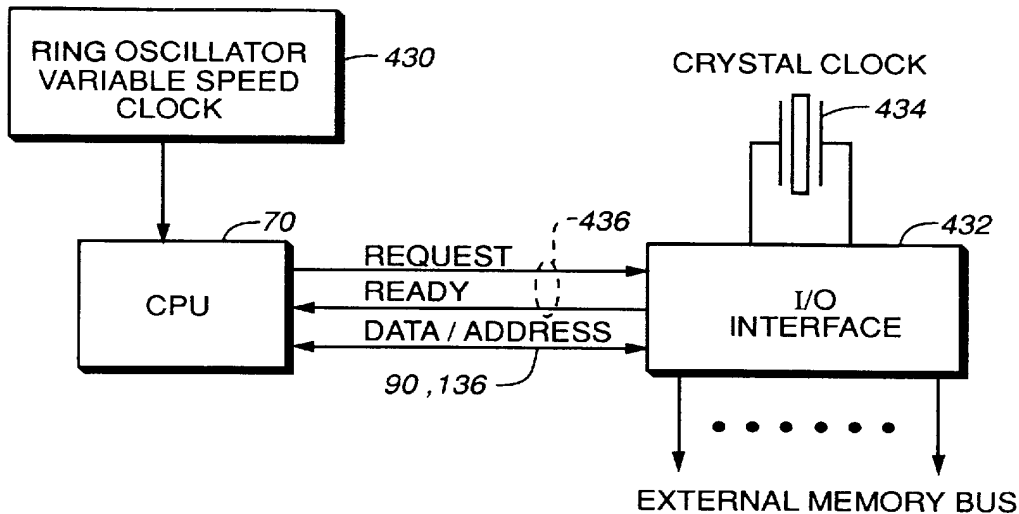 RING OSCILLATOR
VARIABLE SPEED
CLOCK
430
CRYSTAL CLOCK
434
70
436
432
CPU
REQUEST
READY
DATA / ADDRESS
90 , 136
I/O
INTERFACE
EXTERNAL MEMORY BUS